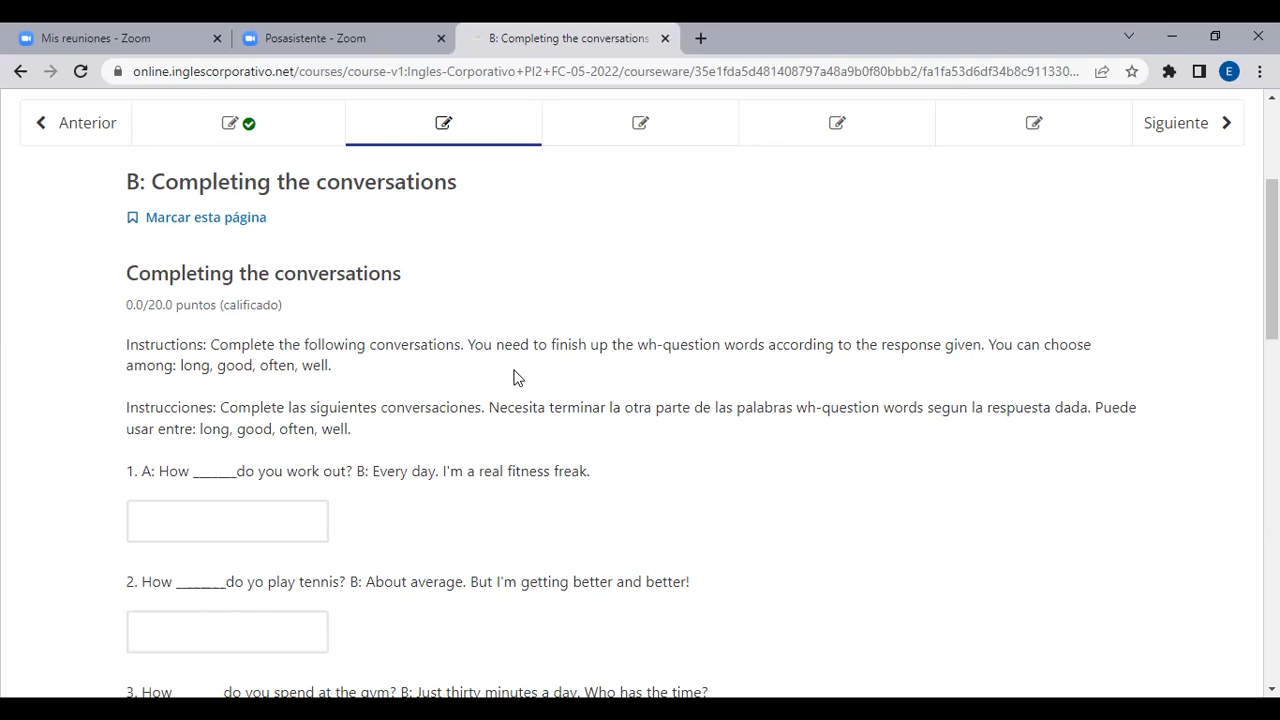 Mis reuniones - Zoom
Posasistente - Zoom
B: Completing the conversations
online.inglescorporativo.net/courses/course-v1:Ingles-Corporativo+PI2+FC-05-2022/courseware/35e1fda5d481408797a48a9b0f80bbb2/fa1fa53d6df34b8c911330...
E
Anterior
Siguiente
B: Completing the conversations
Marcar esta página
Completing the conversations
0.0/20.0 puntos (calificado)
Instructions: Complete the following conversations. You need to finish up the wh-question words according to the response given. You can choose
among: long, good, often, well.
Instrucciones: Complete las siguientes conversaciones. Necesita terminar la otra parte de las palabras wh-question words segun la respuesta dada. Puede
usar entre: long, good, often, well.
1. A: How ______do you work out? B: Every day. I'm a real fitness freak.
2. How _______do yo play tennis? B: About average. But I'm getting better and better!
3. How _______do you spend at the gym? B: Just thirty minutes a day. Who has the time?